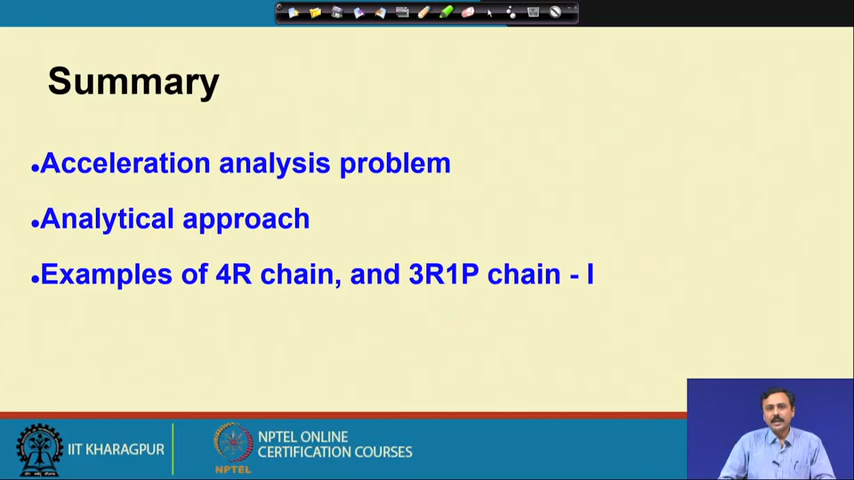 Summary
•Acceleration analysis problem
•Analytical approach
•Examples of 4R chain, and 3R1P chain - I
IIT KHARAGPUR
NPTEL
NPTEL ONLINE
CERTIFICATION COURSES